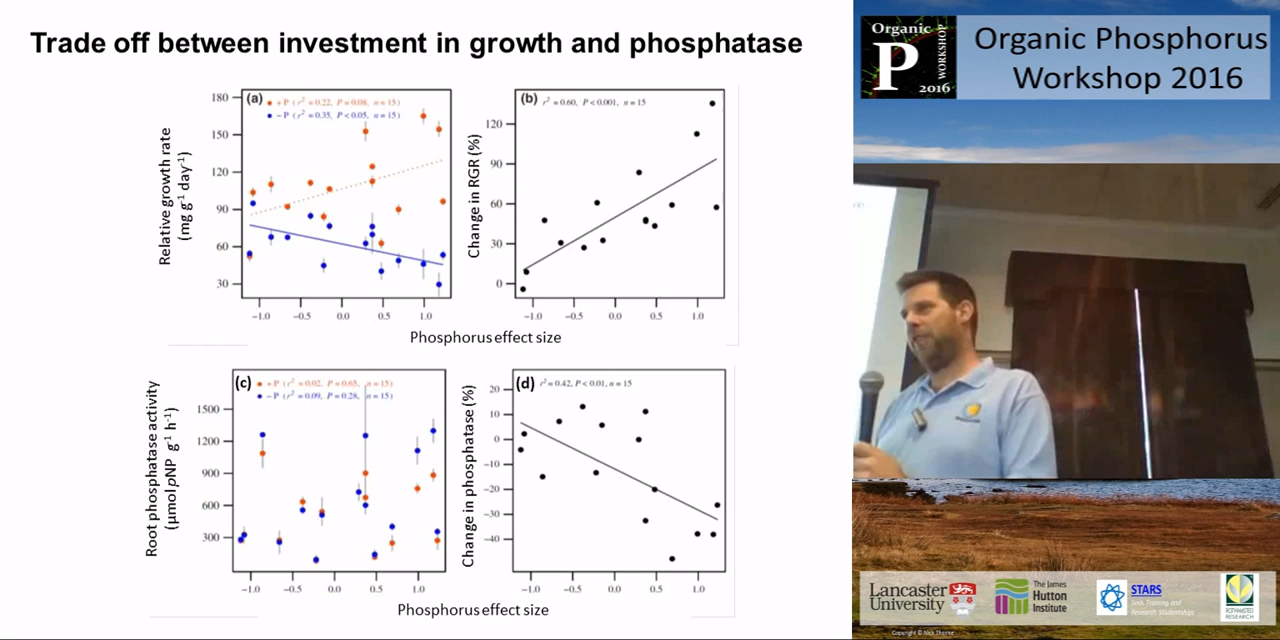 Trade off between investment in growth and phosphatase
Organic
P
WORKSHOP
2016
Organic Phosphorus
Workshop 2016
(a)
+ P ( r² = 0.22, P = 0.08, n = 15)
− P ( r² = 0.35, P < 0.05, n = 15)
Relative growth rate
(mg g⁻¹ day⁻¹)
180
150
120
90
60
30
−1.0 −0.5 0.0 0.5 1.0
(b) r² = 0.60, P < 0.001, n = 15
Change in RGR (%)
120
90
60
30
0
−1.0 −0.5 0.0 0.5 1.0
Phosphorus effect size
(c)
+ P ( r² = 0.02, P = 0.65, n = 15)
− P ( r² = 0.09, P = 0.28, n = 15)
Root phosphatase activity
(µmol pNP g⁻¹ h⁻¹)
1500
1200
900
600
300
−1.0 −0.5 0.0 0.5 1.0
(d) r² = 0.42, P < 0.01, n = 15
Change in phosphatase (%)
20
10
0
−10
−20
−30
−40
−1.0 −0.5 0.0 0.5 1.0
Phosphorus effect size
Lancaster
University
The James
Hutton
Institute
STARS
Soils Training and
Research Studentships
ROTHAMSTED
RESEARCH